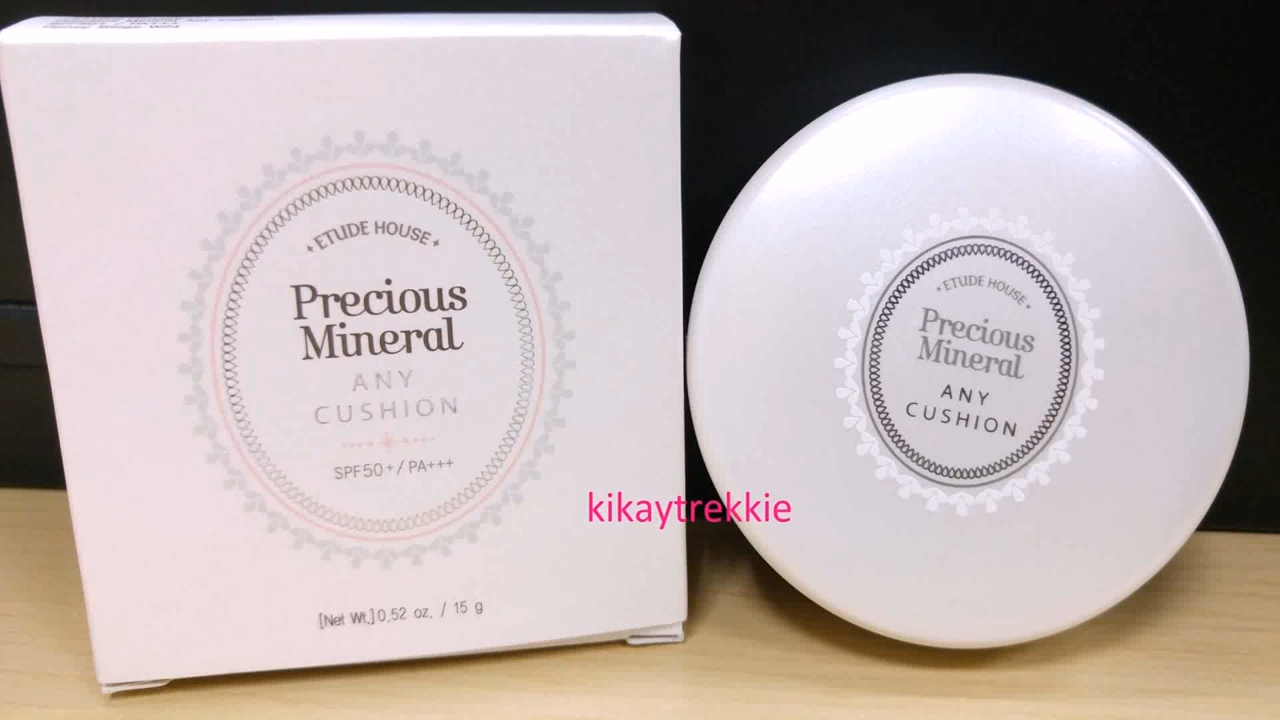 ETUDE HOUSE
Precious
Mineral
ANY
CUSHION
SPF50+/PA+++
[Net Wt.]0.52 oz. / 15 g
ETUDE HOUSE
Precious
Mineral
ANY
CUSHION
kikaytrekkie